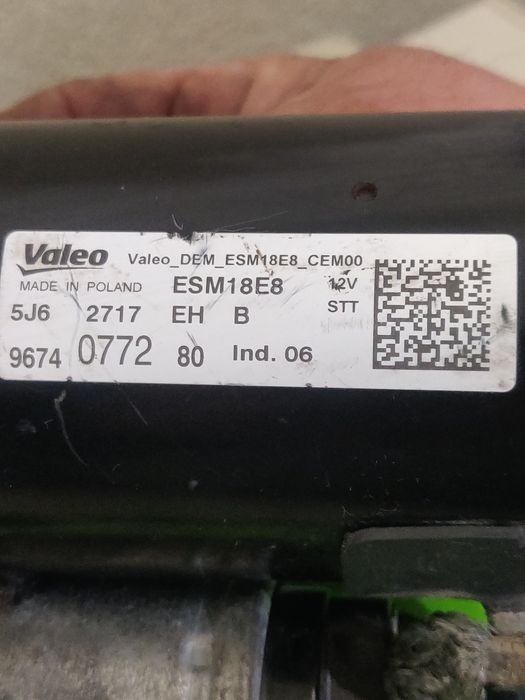 Valeo Valeo_DEM_ESM18E8_CEM00
MADE IN POLAND ESM18E8 12V
5J6 2717 EH B STT
9674 0772 80 Ind. 06